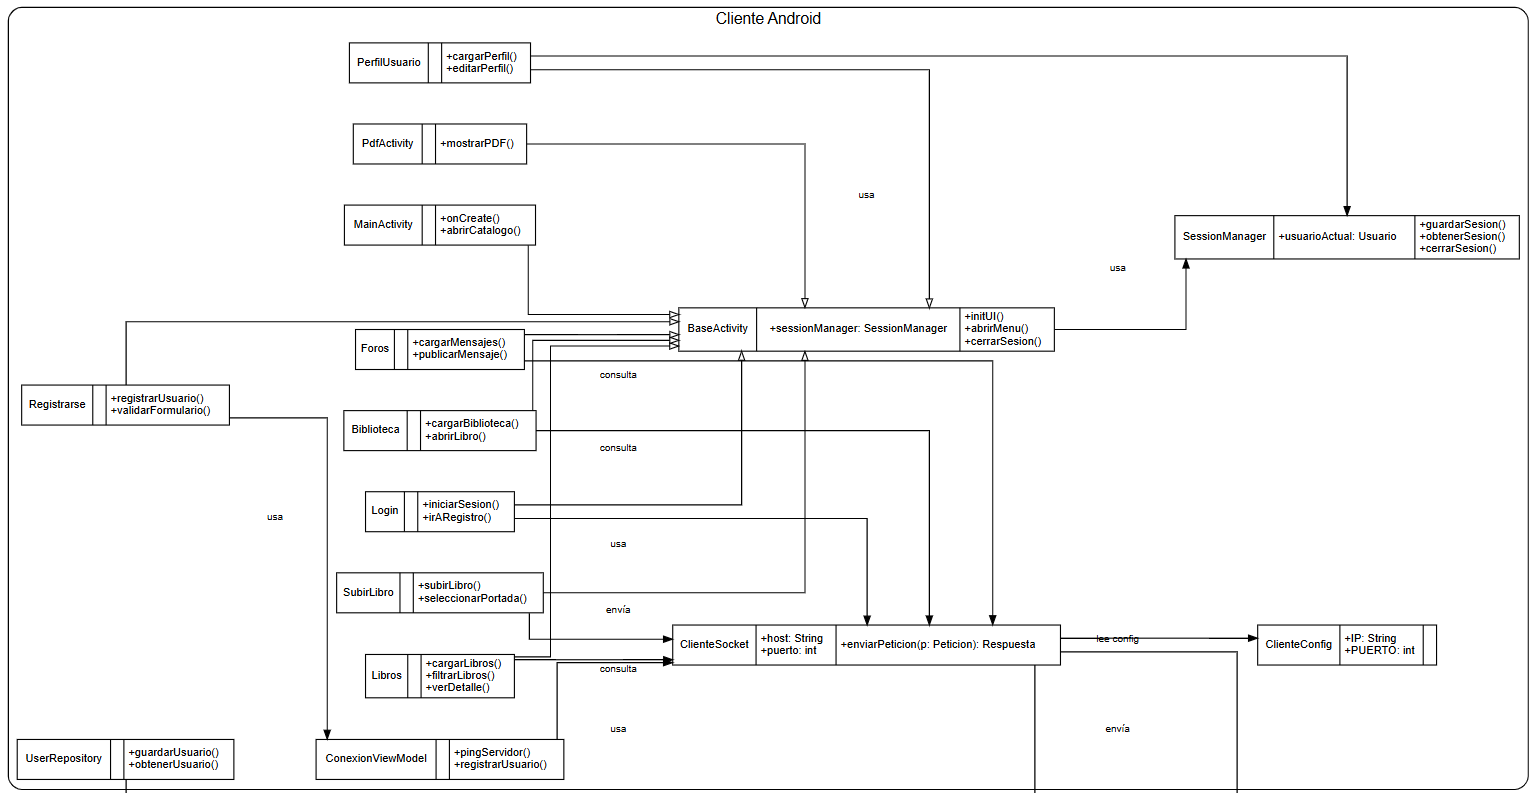 Cliente Android
PerfilUsuario
+cargarPerfil()
+editarPerfil()
PdfActivity
+mostrarPDF()
usa
MainActivity
+onCreate()
+abrirCatalogo()
SessionManager
+usuarioActual: Usuario
+guardarSesion()
+obtenerSesion()
+cerrarSesion()
usa
BaseActivity
+sessionManager: SessionManager
+initUI()
+abrirMenu()
+cerrarSesion()
Foros
+cargarMensajes()
+publicarMensaje()
consulta
Registrarse
+registrarUsuario()
+validarFormulario()
Biblioteca
+cargarBiblioteca()
+abrirLibro()
consulta
Login
+iniciarSesion()
+irARegistro()
usa
usa
SubirLibro
+subirLibro()
+seleccionarPortada()
envía
ClienteSocket
+host: String
+puerto: int
+enviarPeticion(p: Peticion): Respuesta
lee config
ClienteConfig
+IP: String
+PUERTO: int
Libros
+cargarLibros()
+filtrarLibros()
+verDetalle()
consulta
usa
envía
UserRepository
+guardarUsuario()
+obtenerUsuario()
ConexionViewModel
+pingServidor()
+registrarUsuario()